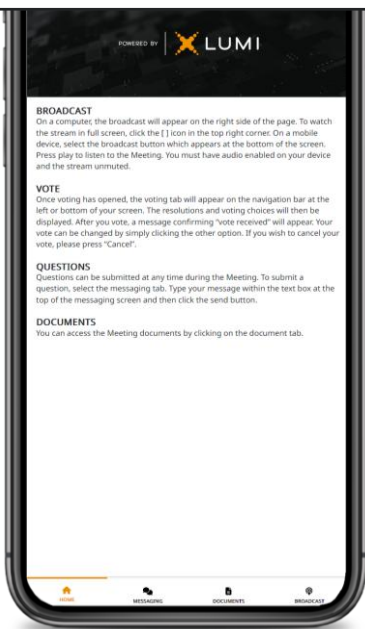 POWERED BY LUMI
BROADCAST
On a computer, the broadcast will appear on the right side of the page. To watch
the stream in full screen, click the [ ] icon in the top right corner. On a mobile
device, select the broadcast button which appears at the bottom of the screen.
Press play to listen to the Meeting. You must have audio enabled on your device
and the stream unmuted.
VOTE
Once voting has opened, the voting tab will appear on the navigation bar at the
left or bottom of your screen. The resolutions and voting choices will then be
displayed. After you vote, a message confirming "vote received" will appear. Your
vote can be changed by simply clicking the other option. If you wish to cancel your
vote, please press "Cancel".
QUESTIONS
Questions can be submitted at any time during the Meeting. To submit a
question, select the messaging tab. Type your message within the text box at the
top of the messaging screen and then click the send button.
DOCUMENTS
You can access the Meeting documents by clicking on the document tab.
HOME MESSAGING DOCUMENTS BROADCAST